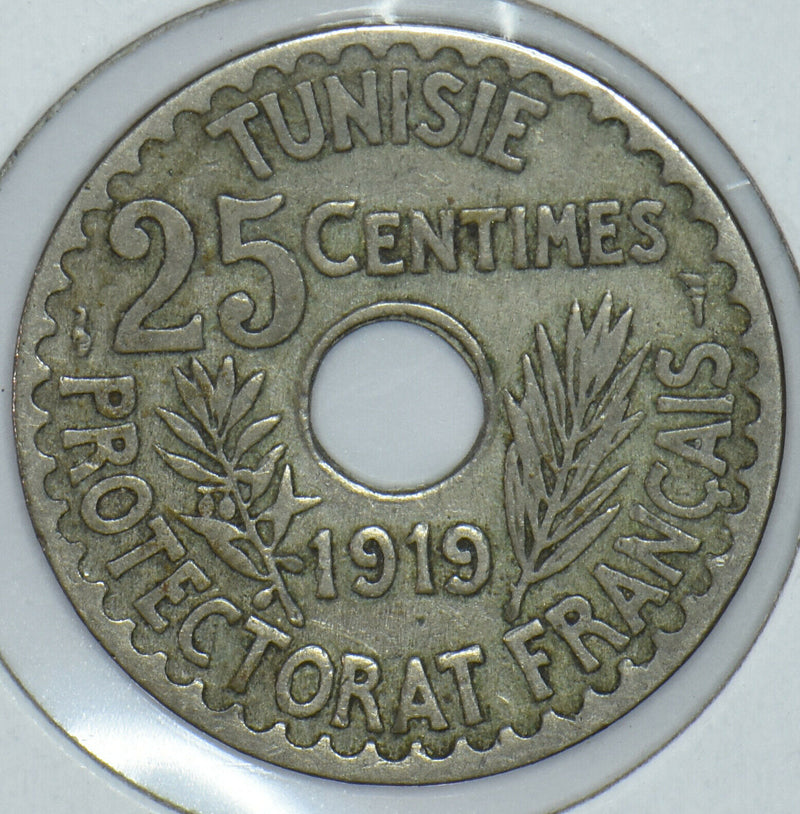 TUNISIE
25 CENTIMES
1919
PROTECTORAT FRANÇAIS